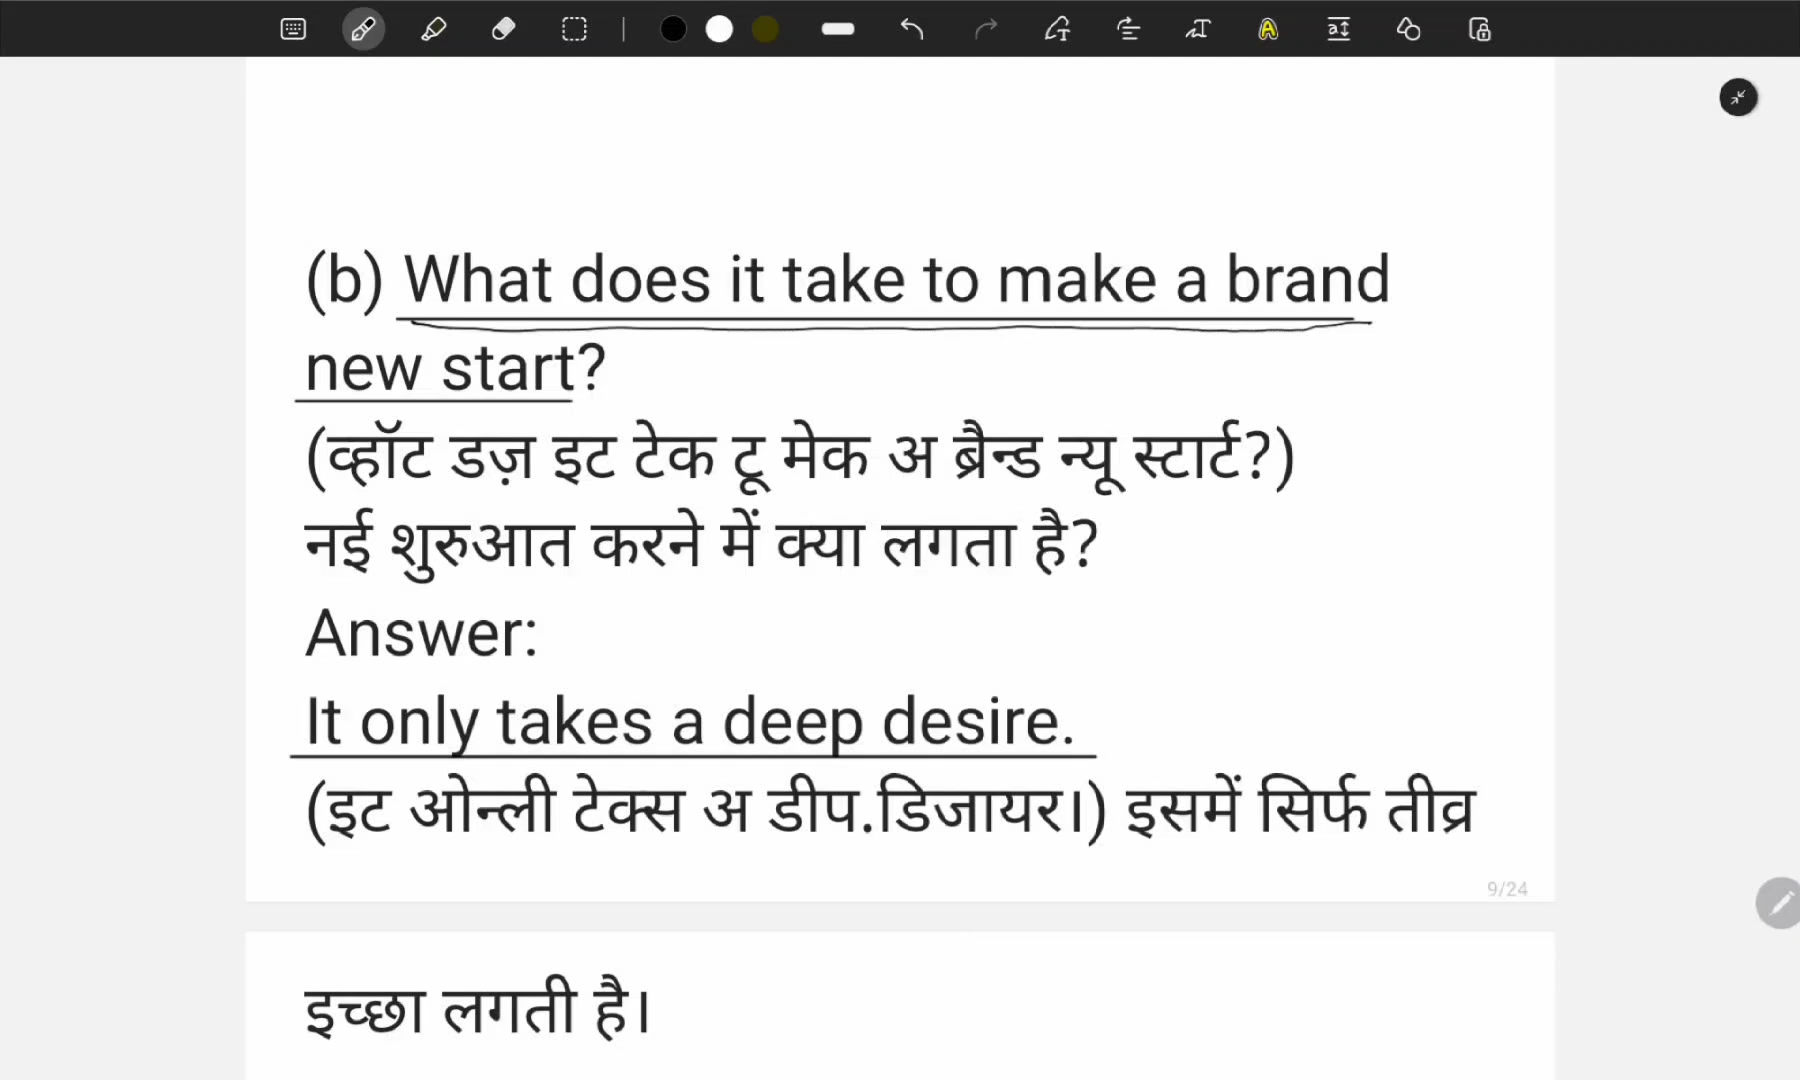 (b) What does it take to make a brand
new start?
(व्हॉट डज़ इट टेक टू मेक अ ब्रैन्ड न्यू स्टार्ट?)
नई शुरुआत करने में क्या लगता है?
Answer:
It only takes a deep desire.
(इट ओन्ली टेक्स अ डीप.डिजायर।) इसमें सिर्फ तीव्र
9/24
इच्छा लगती है।